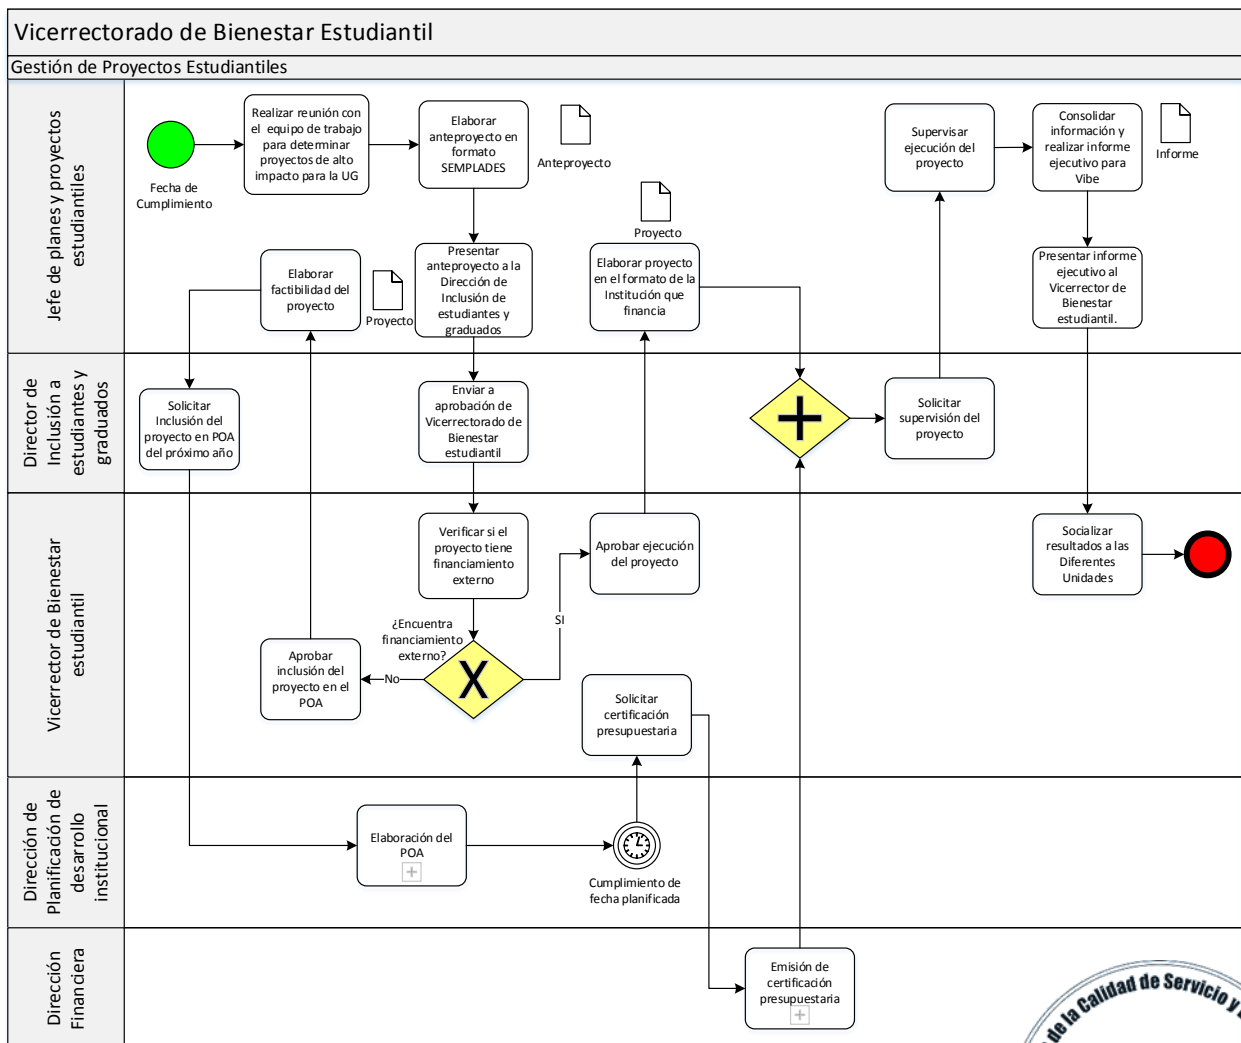 Vicerrectorado de Bienestar Estudiantil
Gestión de Proyectos Estudiantiles
Jefe de planes y proyectos
estudiantiles
Fecha de
Cumplimiento
Realizar reunión con
el equipo de trabajo
para determinar
proyectos de alto
impacto para la UG
Elaborar
anteproyecto en
formato
SEMPLADES
Anteproyecto
Supervisar
ejecución del
proyecto
Consolidar
información y
realizar informe
ejecutivo para
Vibe
Informe
Elaborar
factibilidad del
proyecto
Proyecto
Presentar
anteproyecto a la
Dirección de
Inclusión de
estudiantes y
graduados
Proyecto
Elaborar proyecto
en el formato de la
Institución que
financia
Presentar informe
ejecutivo al
Vicerrector de
Bienestar
estudiantil.
Director de
Inclusión a
estudiantes y
graduados
Solicitar
Inclusión del
proyecto en POA
del próximo año
Enviar a
aprobación de
Vicerrectorado de
Bienestar
estudiantil
Solicitar
supervisión del
proyecto
Vicerrector de Bienestar
estudiantil
Verificar si el
proyecto tiene
financiamiento
externo
Aprobar ejecución
del proyecto
Socializar
resultados a las
Diferentes
Unidades
¿Encuentra
financiamiento
externo?
SI
No
X
Aprobar
inclusión del
proyecto en el
POA
Solicitar
certificación
presupuestaria
Dirección de
Planificación de
desarrollo
institucional
Elaboración del
POA
Cumplimiento de
fecha planificada
Dirección
Financiera
Emisión de
certificación
presupuestaria
de la Calidad de Servicio y